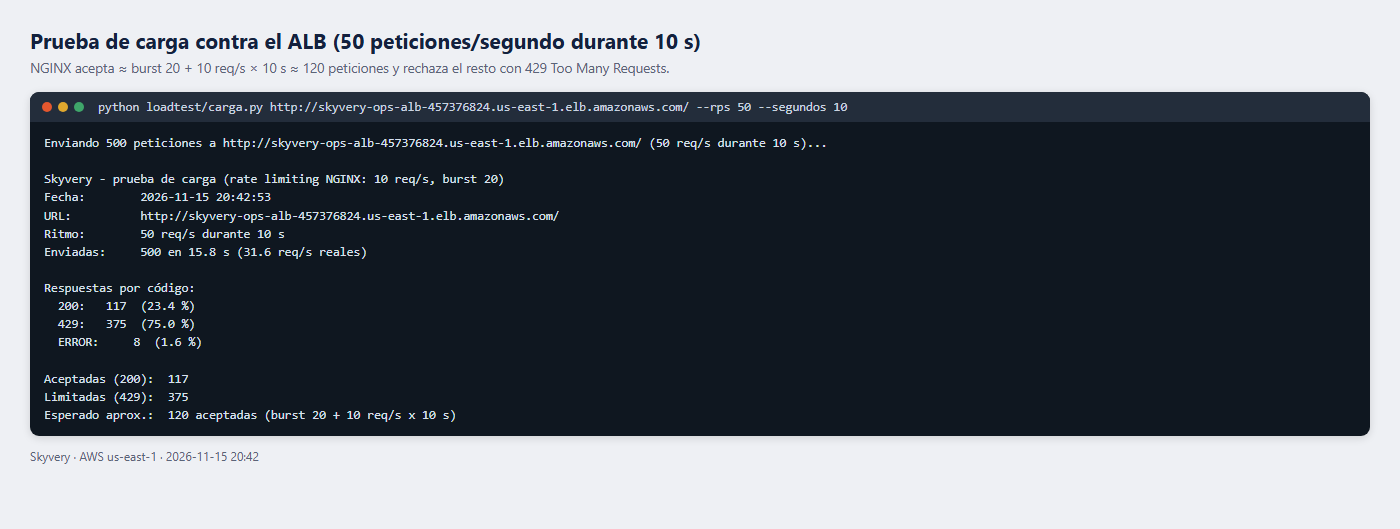 Prueba de carga contra el ALB (50 peticiones/segundo durante 10 s)
NGINX acepta ≈ burst 20 + 10 req/s × 10 s ≈ 120 peticiones y rechaza el resto con 429 Too Many Requests.
python loadtest/carga.py http://skyvery-ops-alb-457376824.us-east-1.elb.amazonaws.com/ --rps 50 --segundos 10
Enviando 500 peticiones a http://skyvery-ops-alb-457376824.us-east-1.elb.amazonaws.com/ (50 req/s durante 10 s)...
Skyvery - prueba de carga (rate limiting NGINX: 10 req/s, burst 20)
Fecha:        2026-11-15 20:42:53
URL:          http://skyvery-ops-alb-457376824.us-east-1.elb.amazonaws.com/
Ritmo:        50 req/s durante 10 s
Enviadas:     500 en 15.8 s (31.6 req/s reales)
Respuestas por código:
  200:   117  (23.4 %)
  429:   375  (75.0 %)
  ERROR:     8  (1.6 %)
Aceptadas (200):  117
Limitadas (429):  375
Esperado aprox.:  120 aceptadas (burst 20 + 10 req/s x 10 s)
Skyvery · AWS us-east-1 · 2026-11-15 20:42